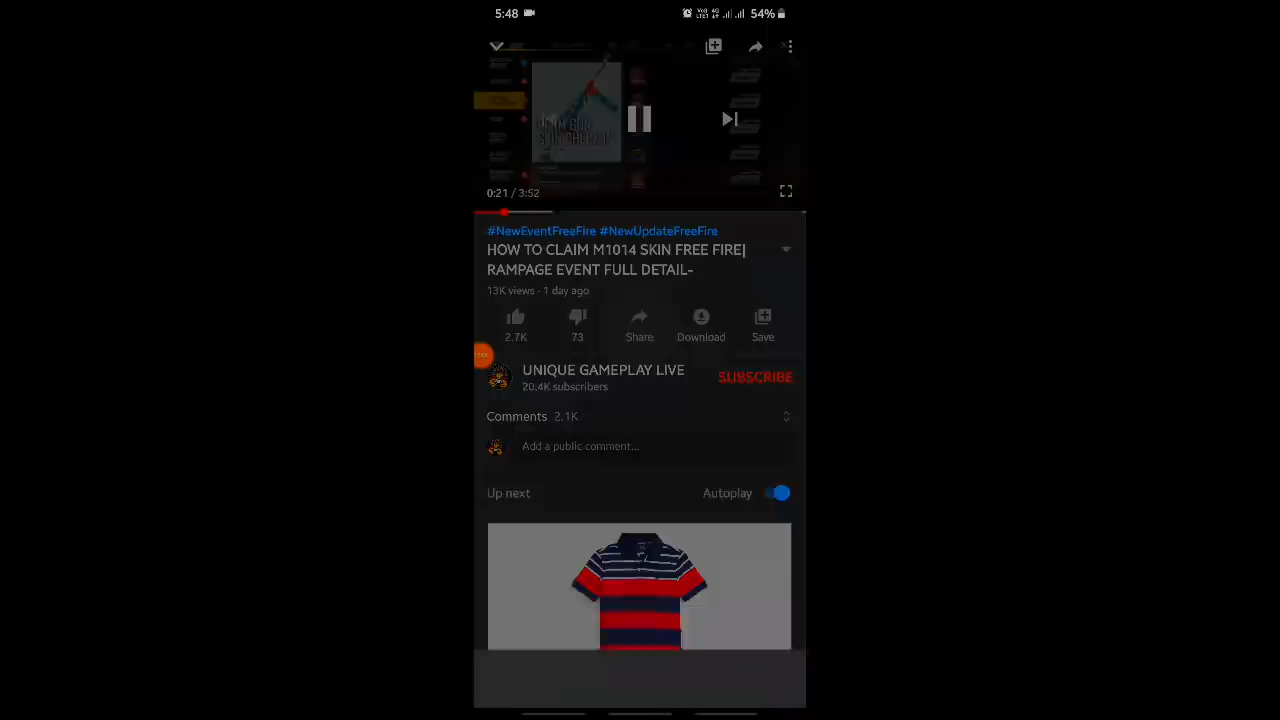 5:48
54%
0:21 / 3:52
#NewEventFreeFire #NewUpdateFreeFire
HOW TO CLAIM M1014 SKIN FREE FIRE|
RAMPAGE EVENT FULL DETAIL-
13K views - 1 day ago
2.7K 73 Share Download Save
UNIQUE GAMEPLAY LIVE
SUBSCRIBE
20.4K subscribers
Comments 2.1K
Add a public comment...
Up next
Autoplay